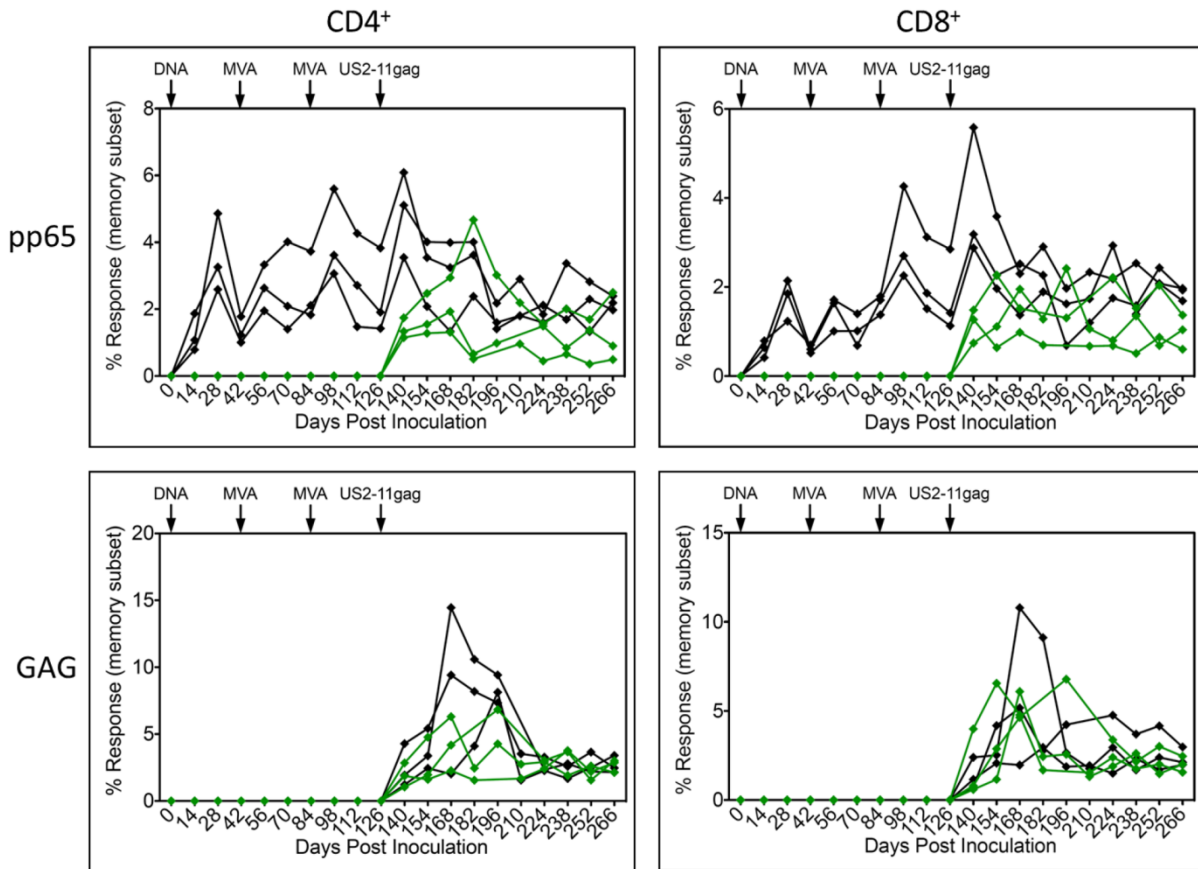 CD4+ CD8+
pp65
DNA MVA MVA US2-11gag
% Response (memory subset)
8
6
4
2
0
0 14 28 42 56 70 84 98 112 126 140 154 168 182 196 210 224 238 252 266
Days Post Inoculation
DNA MVA MVA US2-11gag
% Response (memory subset)
6
6
2
0
0 14 28 42 56 70 84 98 112 126 140 154 168 182 196 210 224 238 252 266
Days Post Inoculation
GAG
DNA MVA MVA US2-11gag
% Response (memory subset)
20
15
10
5
0
0 14 28 42 56 70 84 98 112 126 140 154 168 182 196 210 224 238 252 266
Days Post Inoculation
DNA MVA MVA US2-11gag
% Response (memory subset)
15
10
5
0
0 14 28 42 56 70 84 98 112 126 140 154 168 182 196 210 224 238 252 266
Days Post Inoculation